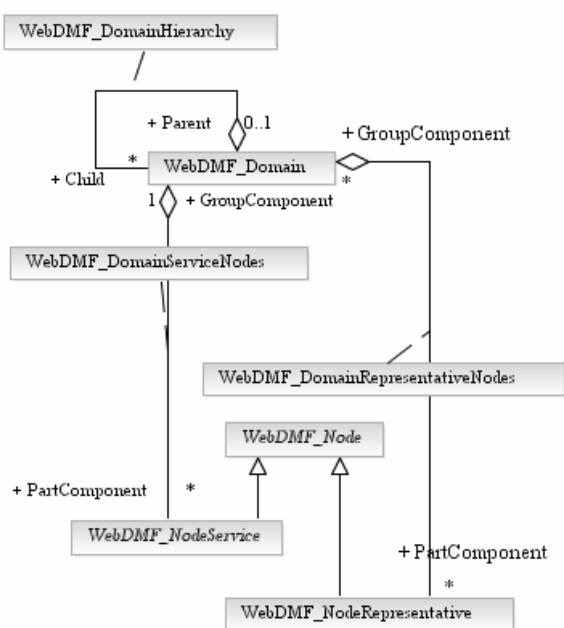 WebDMF_DomainHierarchy
+ Parent
0..1
+ GroupComponent
*
WebDMF_Domain
+ Child
*
1
+ GroupComponent
WebDMF_DomainServiceNodes
WebDMF_DomainRepresentativeNodes
WebDMF_Node
+ PartComponent
*
WebDMF_NodeService
+ PartComponent
*
WebDMF_NodeRepresentative